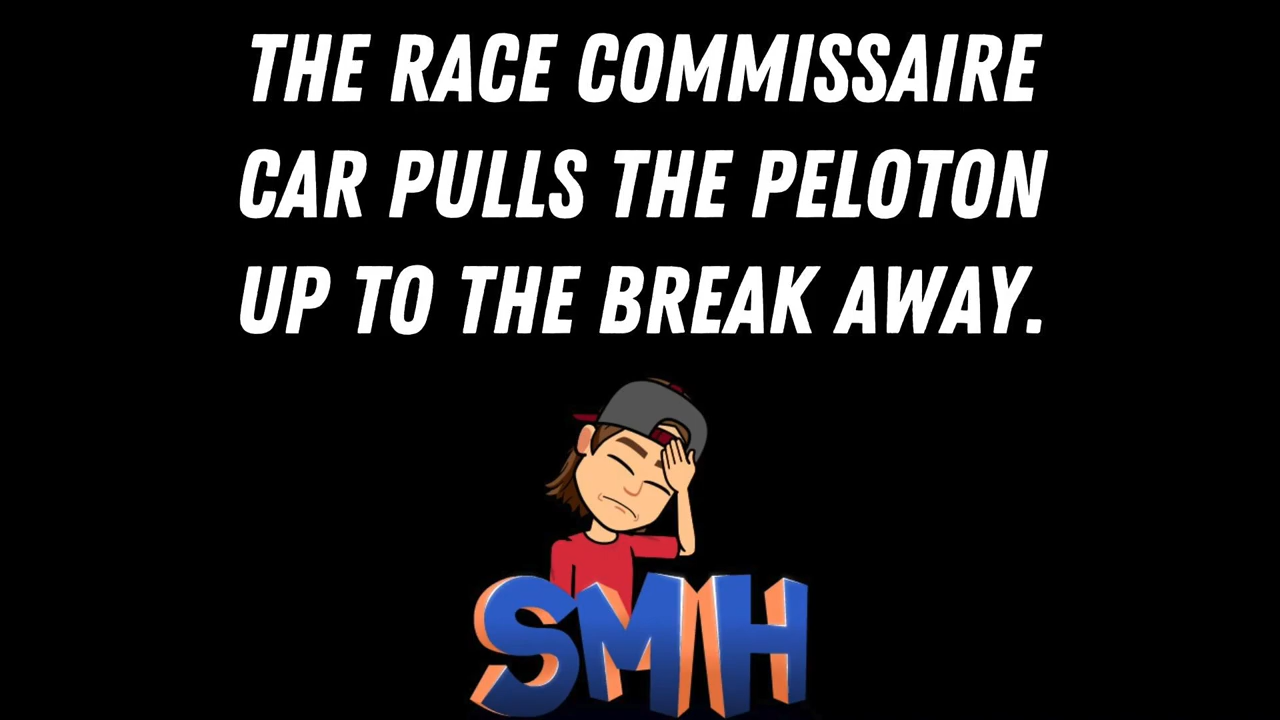 THE RACE COMMISSAIRE
CAR PULLS THE PELOTON
UP TO THE BREAK AWAY.
SMH